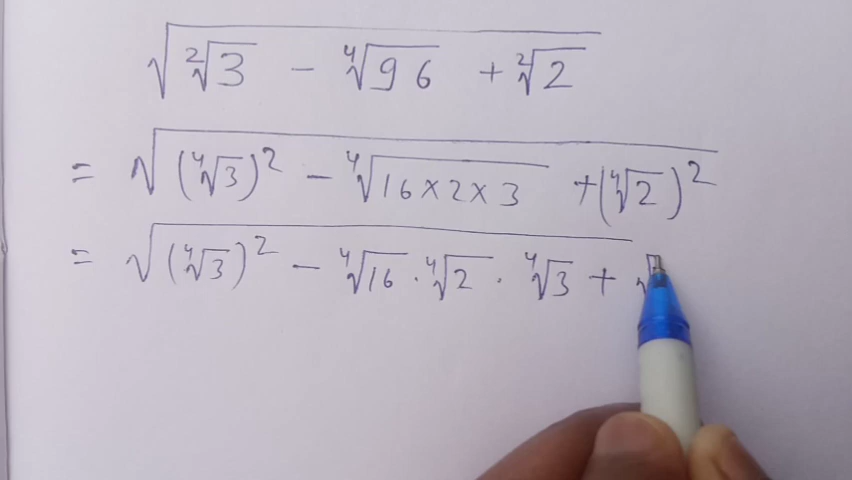 √(²√3 − ⁴√96 + ²√2)
= √((⁴√3)² − ⁴√(16×2×3) + (⁴√2)²)
= √((⁴√3)² − ⁴√16 · ⁴√2 · ⁴√3 + √